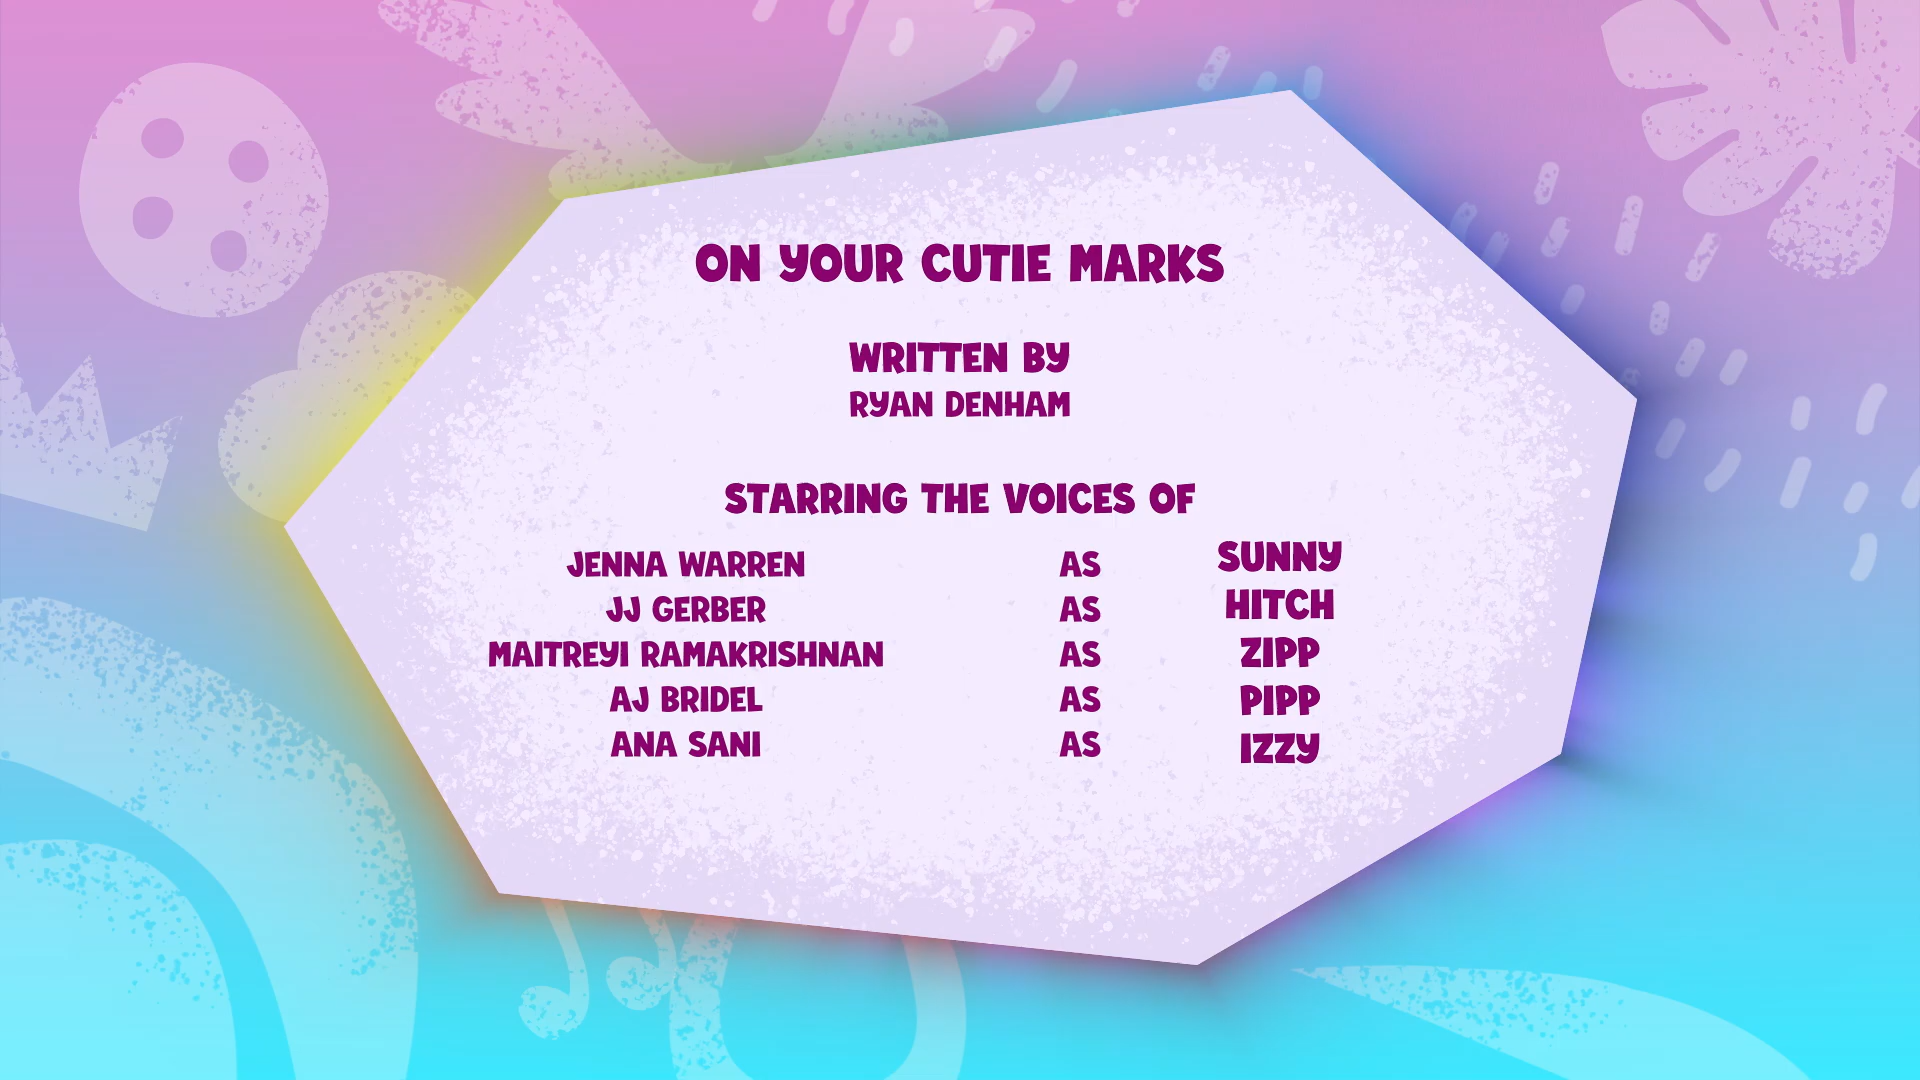 ON YOUR CUTIE MARKS
WRITTEN BY
RYAN DENHAM
STARRING THE VOICES OF
JENNA WARREN AS SUNNY
JJ GERBER AS HITCH
MAITREYI RAMAKRISHNAN AS ZIPP
AJ BRIDEL AS PIPP
ANA SANI AS IZZY